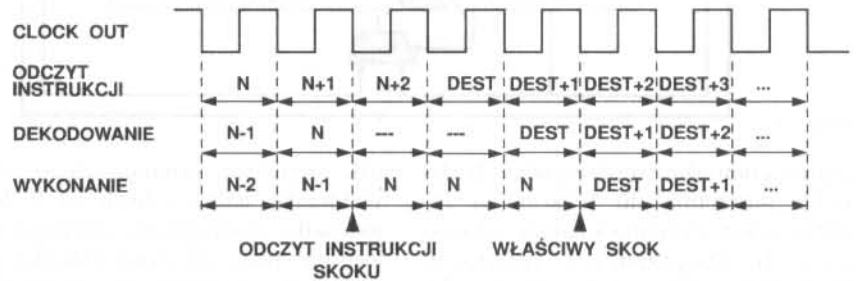 CLOCK OUT
ODCZYT
INSTRUKCJI
N N+1 N+2 DEST DEST+1 DEST+2 DEST+3 ...
DEKODOWANIE N-1 N --- --- DEST DEST+1 DEST+2 ...
WYKONANIE N-2 N-1 N N N DEST DEST+1 ...
ODCZYT INSTRUKCJI
SKOKU
WŁAŚCIWY SKOK